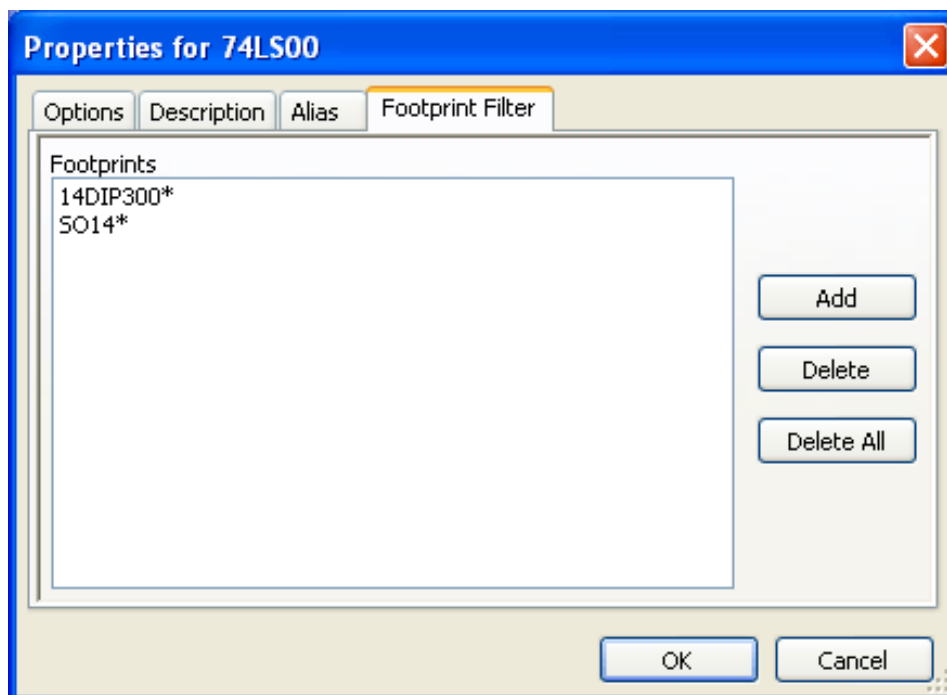 Properties for 74LS00
Options Description Alias Footprint Filter
Footprints
14DIP300*
SO14*
Add
Delete
Delete All
OK Cancel